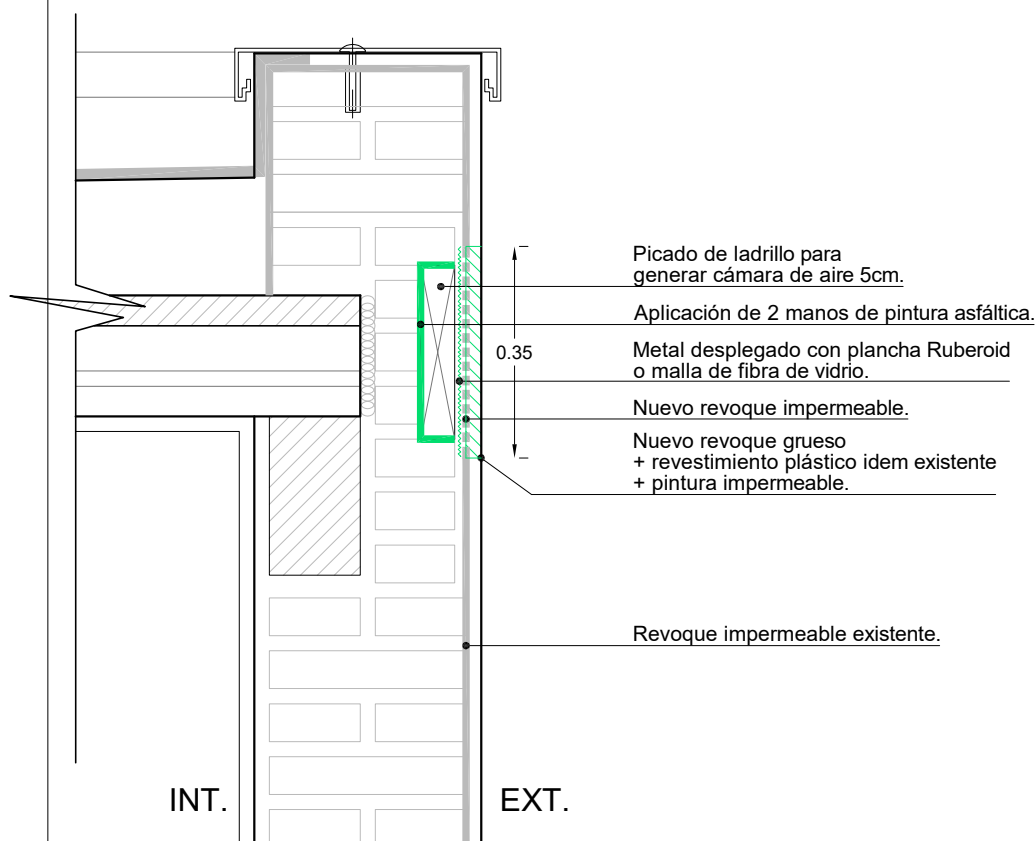 Picado de ladrillo para
generar cámara de aire 5cm.
Aplicación de 2 manos de pintura asfáltica.
0.35
Metal desplegado con plancha Ruberoid
o malla de fibra de vidrio.
Nuevo revoque impermeable.
Nuevo revoque grueso
+ revestimiento plástico idem existente
+ pintura impermeable.
Revoque impermeable existente.
INT.
EXT.